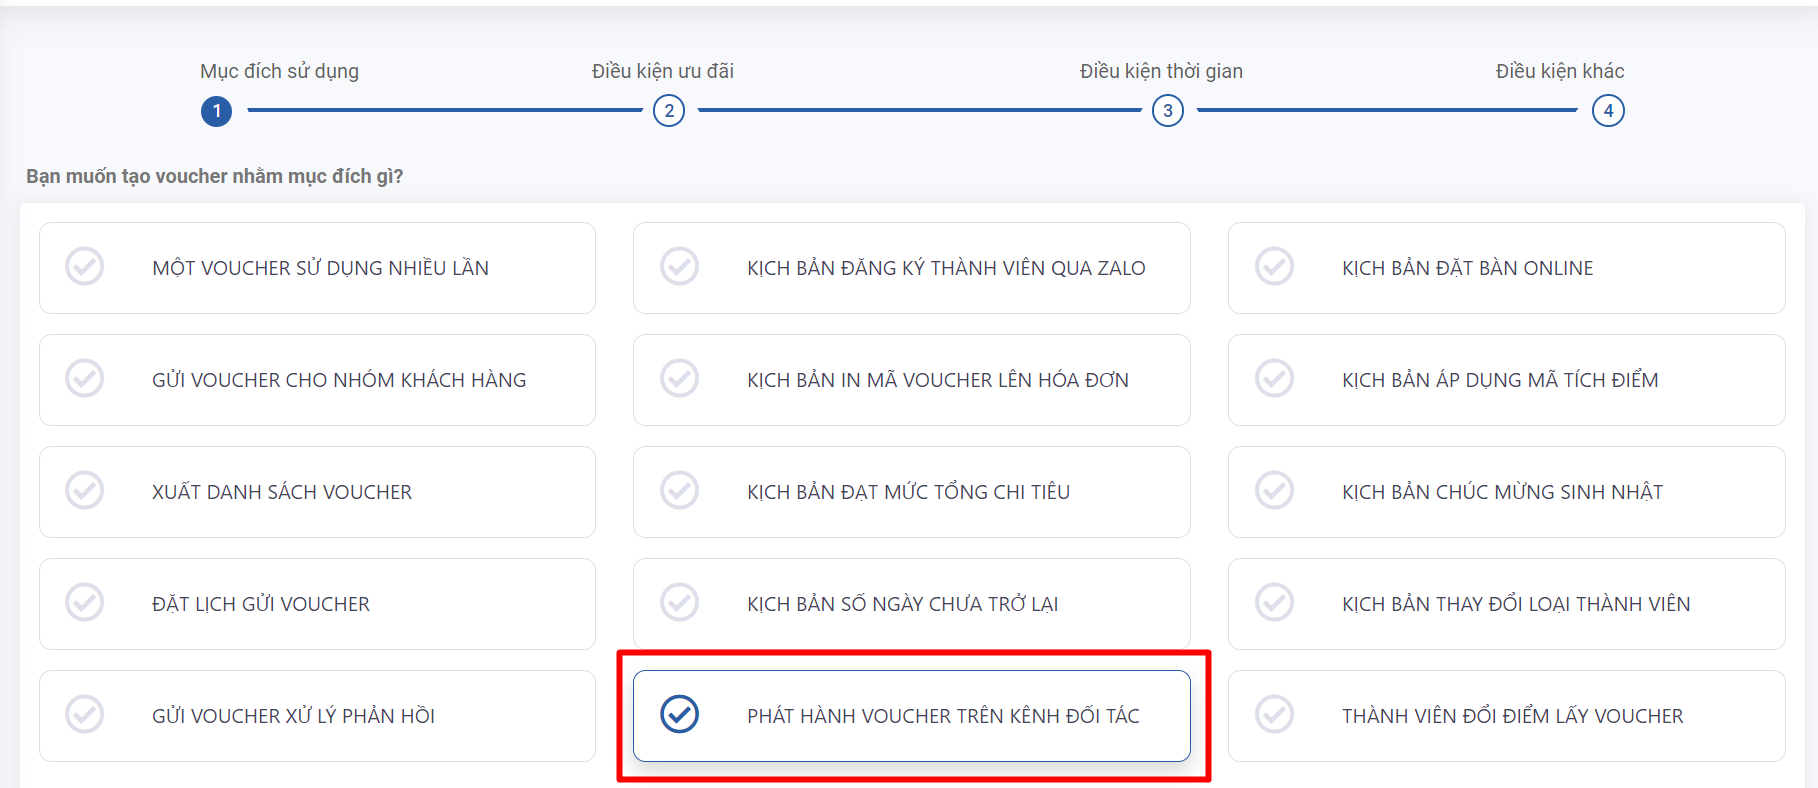 Mục đích sử dụng
Điều kiện ưu đãi
Điều kiện thời gian
Điều kiện khác
1
2
3
4
Bạn muốn tạo voucher nhằm mục đích gì?
MỘT VOUCHER SỬ DỤNG NHIỀU LẦN
KỊCH BẢN ĐĂNG KÝ THÀNH VIÊN QUA ZALO
KỊCH BẢN ĐẶT BÀN ONLINE
GỬI VOUCHER CHO NHÓM KHÁCH HÀNG
KỊCH BẢN IN MÃ VOUCHER LÊN HÓA ĐƠN
KỊCH BẢN ÁP DỤNG MÃ TÍCH ĐIỂM
XUẤT DANH SÁCH VOUCHER
KỊCH BẢN ĐẠT MỨC TỔNG CHI TIÊU
KỊCH BẢN CHÚC MỪNG SINH NHẬT
ĐẶT LỊCH GỬI VOUCHER
KỊCH BẢN SỐ NGÀY CHƯA TRỞ LẠI
KỊCH BẢN THAY ĐỔI LOẠI THÀNH VIÊN
GỬI VOUCHER XỬ LÝ PHẢN HỒI
PHÁT HÀNH VOUCHER TRÊN KÊNH ĐỐI TÁC
THÀNH VIÊN ĐỔI ĐIỂM LẤY VOUCHER